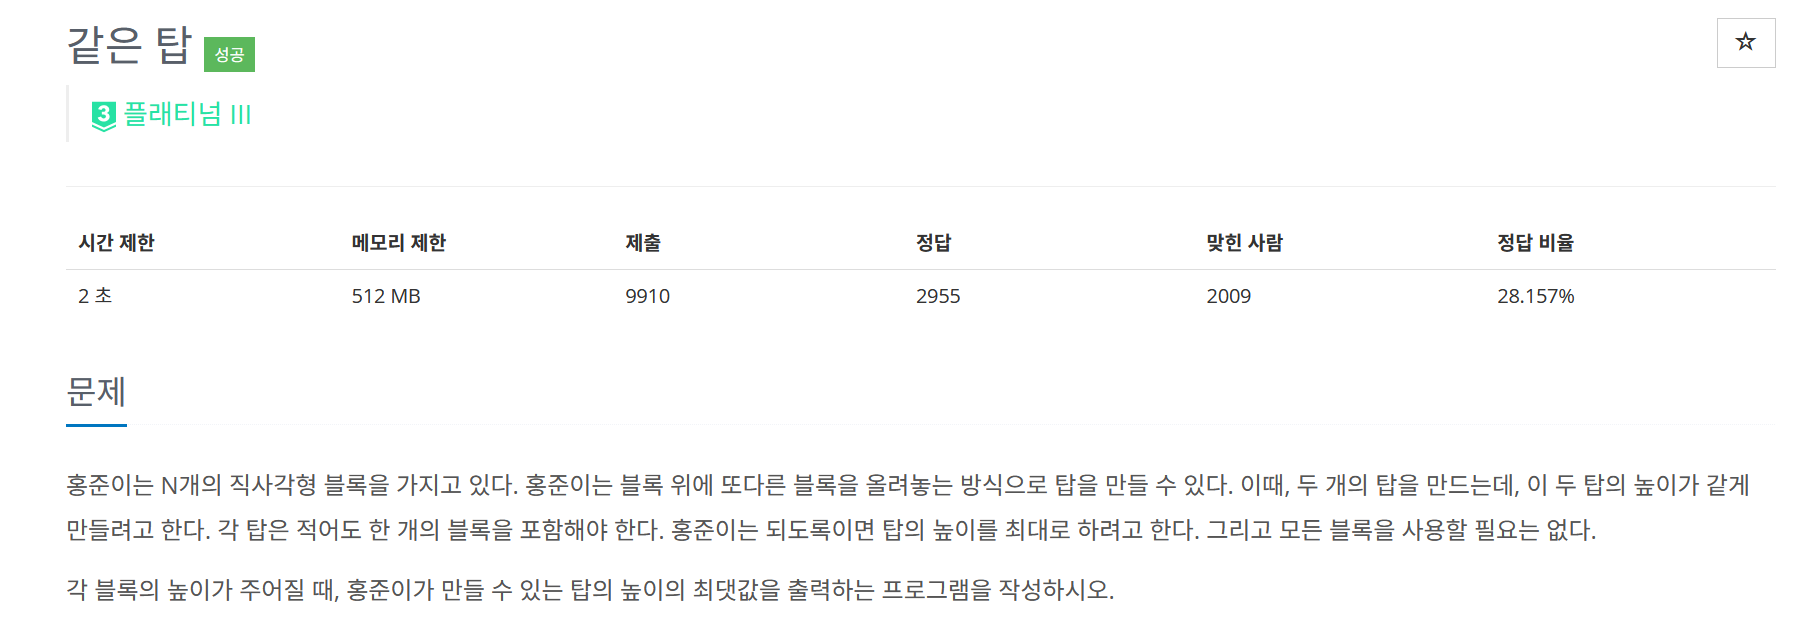 같은 탑 성공
3 플래티넘 III
시간 제한 메모리 제한 제출 정답 맞힌 사람 정답 비율
2 초 512 MB 9910 2955 2009 28.157%
문제
홍준이는 N개의 직사각형 블록을 가지고 있다. 홍준이는 블록 위에 또다른 블록을 올려놓는 방식으로 탑을 만들 수 있다. 이때, 두 개의 탑을 만드는데, 이 두 탑의 높이가 같게
만들려고 한다. 각 탑은 적어도 한 개의 블록을 포함해야 한다. 홍준이는 되도록이면 탑의 높이를 최대로 하려고 한다. 그리고 모든 블록을 사용할 필요는 없다.
각 블록의 높이가 주어질 때, 홍준이가 만들 수 있는 탑의 높이의 최댓값을 출력하는 프로그램을 작성하시오.